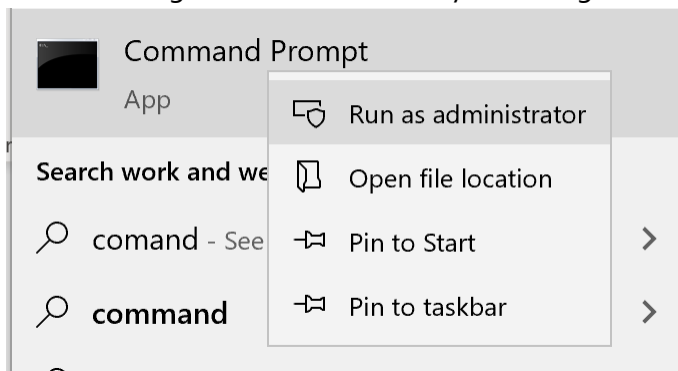 Command Prompt
App
Run as administrator
Search work and we
Open file location
comand - See
Pin to Start
command
Pin to taskbar